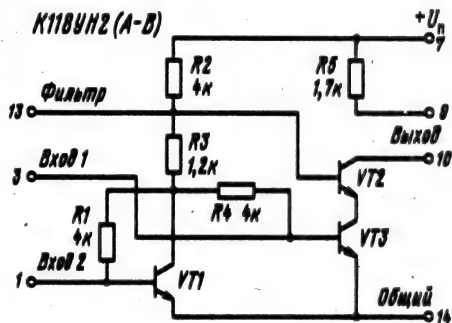 К118УН2 (А-В)
+Uп
7
R2
4к
R5
1,7к
Фильтр
13
9
Выход
R3
1,2к
Вход 1
3
10
VT2
R1
4к
R4 4к
VT3
Вход 2
1
VT1
Общий
14